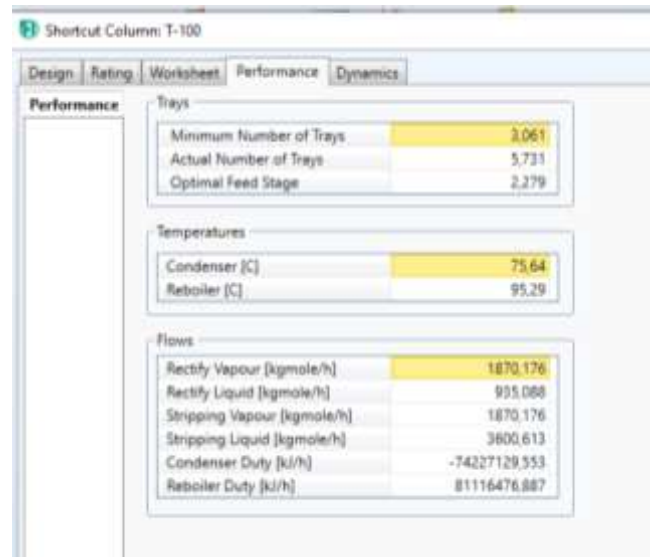 Shortcut Column: T-100
Design Rating Worksheet Performance Dynamics
Performance
Trays
Minimum Number of Trays 3,061
Actual Number of Trays 5,731
Optimal Feed Stage 2,279
Temperatures
Condenser [C] 75,64
Reboiler [C] 95,29
Flows
Rectify Vapour [kgmole/h] 1870,176
Rectify Liquid [kgmole/h] 935,088
Stripping Vapour [kgmole/h] 1870,176
Stripping Liquid [kgmole/h] 3600,613
Condenser Duty [kJ/h] -74227129,553
Reboiler Duty [kJ/h] 81116476,887